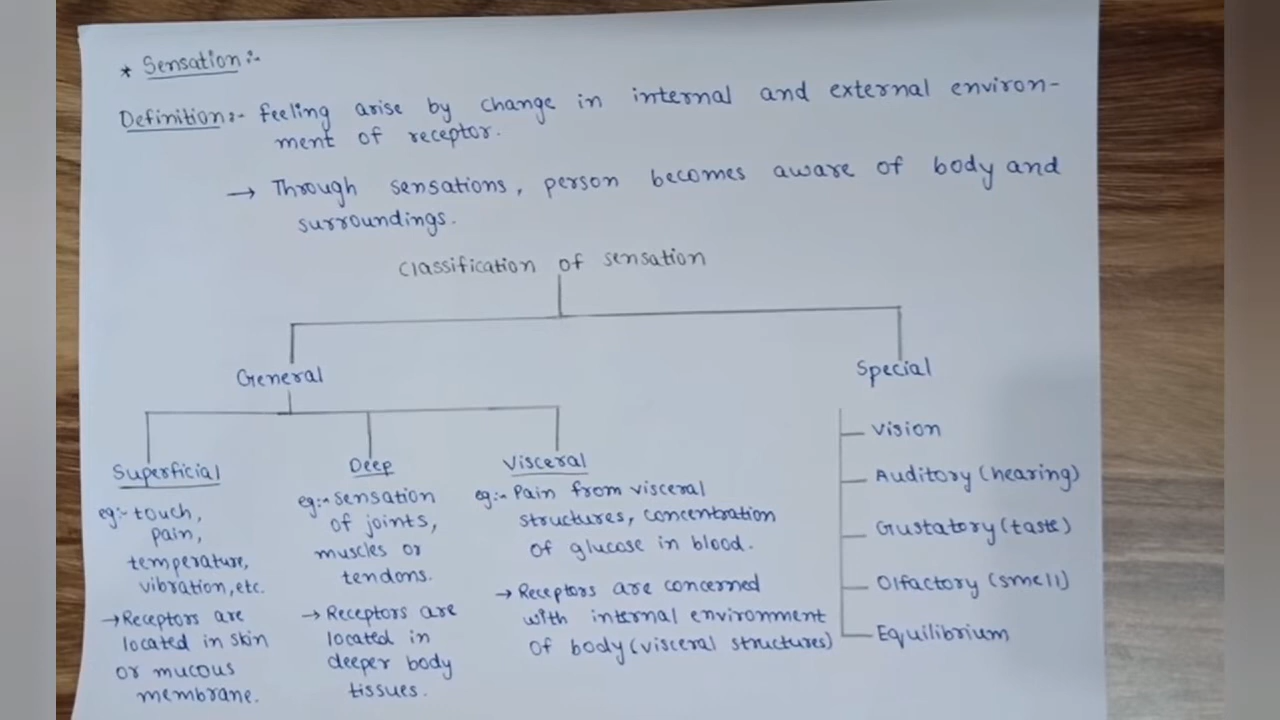 * Sensation :-
Definition :- feeling arise by change in internal and external environ-
ment of receptor.
→ Through sensations, person becomes aware of body and
surroundings.
Classification of sensation
General
Special
Superficial
eg:- touch,
pain,
temperature,
vibration, etc.
→ Receptors are
located in skin
or mucous
membrane.
Deep
eg:- sensation
of joints,
muscles or
tendons.
→ Receptors are
located in
deeper body
tissues.
Visceral
eg:- Pain from visceral
structures, concentration
of glucose in blood.
→ Receptors are concerned
with internal environment
of body (visceral structures)
Vision
Auditory (hearing)
Gustatory (taste)
Olfactory (smell)
Equilibrium